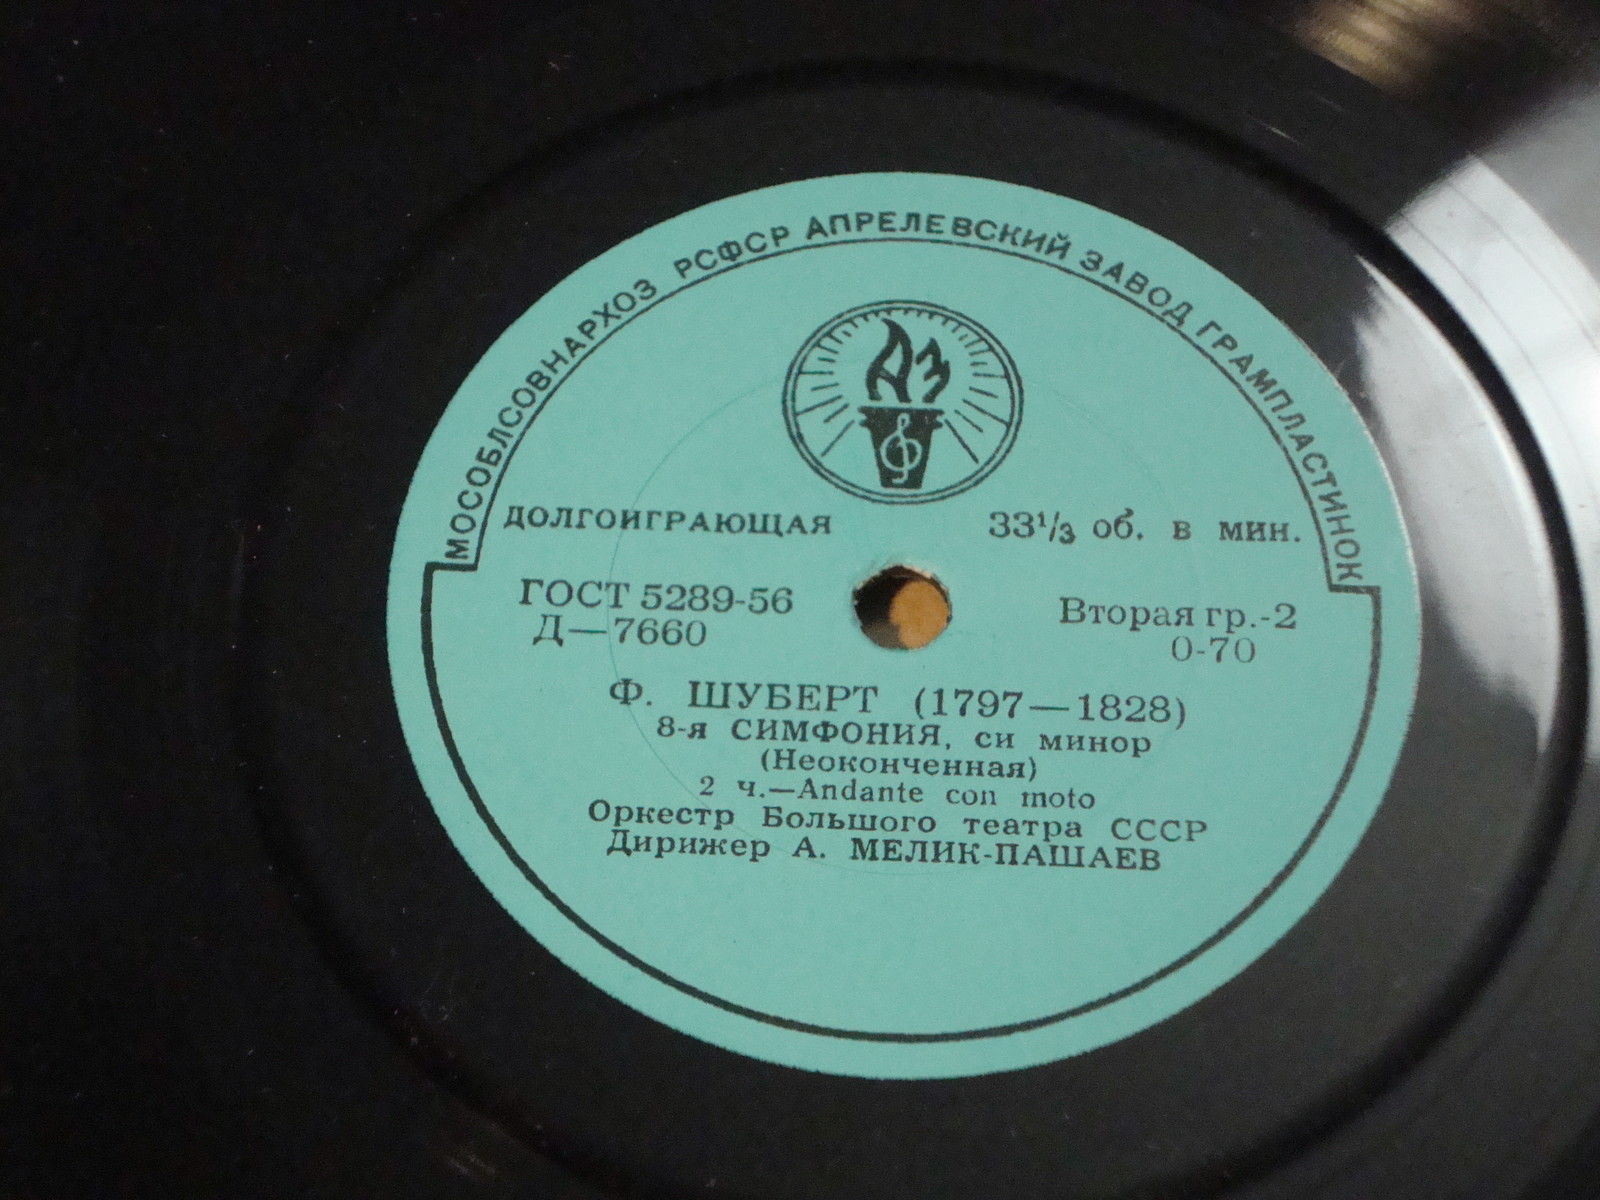 МОСОБЛСОВНАРХОЗ РСФСР АПРЕЛЕВСКИЙ ЗАВОД ГРАМПЛАСТИНОК
АЗ
ДОЛГОИГРАЮЩАЯ 33⅓ об. в мин.
ГОСТ 5289-56 Вторая гр.-2
Д—7660 0-70
Ф. ШУБЕРТ (1797—1828)
8-я СИМФОНИЯ, си минор
(Неоконченная)
2 ч.—Andante con moto
Оркестр Большого театра СССР
Дирижер А. МЕЛИК-ПАШАЕВ